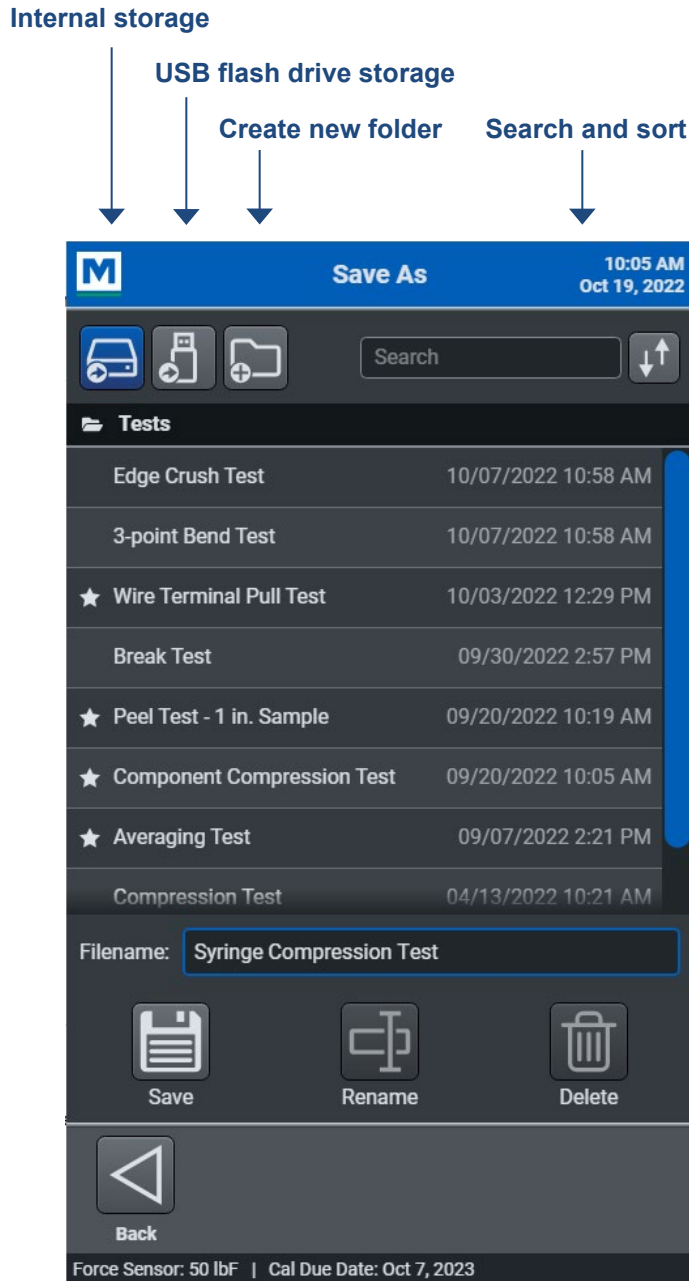 Internal storage
USB flash drive storage
Create new folder Search and sort
M Save As 10:05 AM
Oct 19, 2022
Search
Tests
Edge Crush Test 10/07/2022 10:58 AM
3-point Bend Test 10/07/2022 10:58 AM
Wire Terminal Pull Test 10/03/2022 12:29 PM
Break Test 09/30/2022 2:57 PM
Peel Test - 1 in. Sample 09/20/2022 10:19 AM
Component Compression Test 09/20/2022 10:05 AM
Averaging Test 09/07/2022 2:21 PM
Compression Test 04/13/2022 10:21 AM
Filename: Syringe Compression Test
Save Rename Delete
Back
Force Sensor: 50 lbF | Cal Due Date: Oct 7, 2023